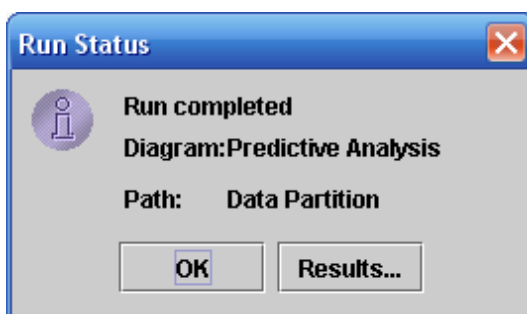 Run Status
Run completed
Diagram:Predictive Analysis
Path: Data Partition
OK Results...